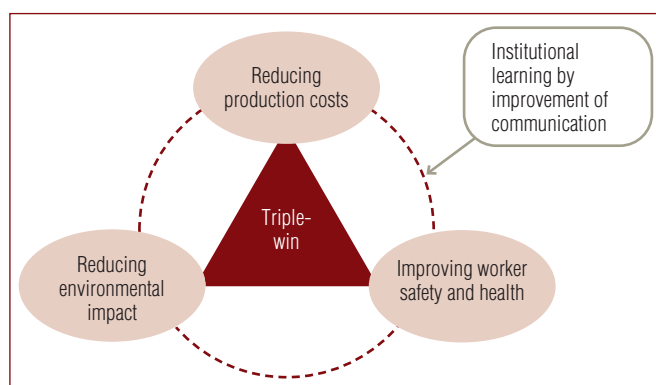 Reducing
production costs
Institutional
learning by
improvement of
communication
Triple-
win
Reducing
environmental
impact
Improving worker
safety and health